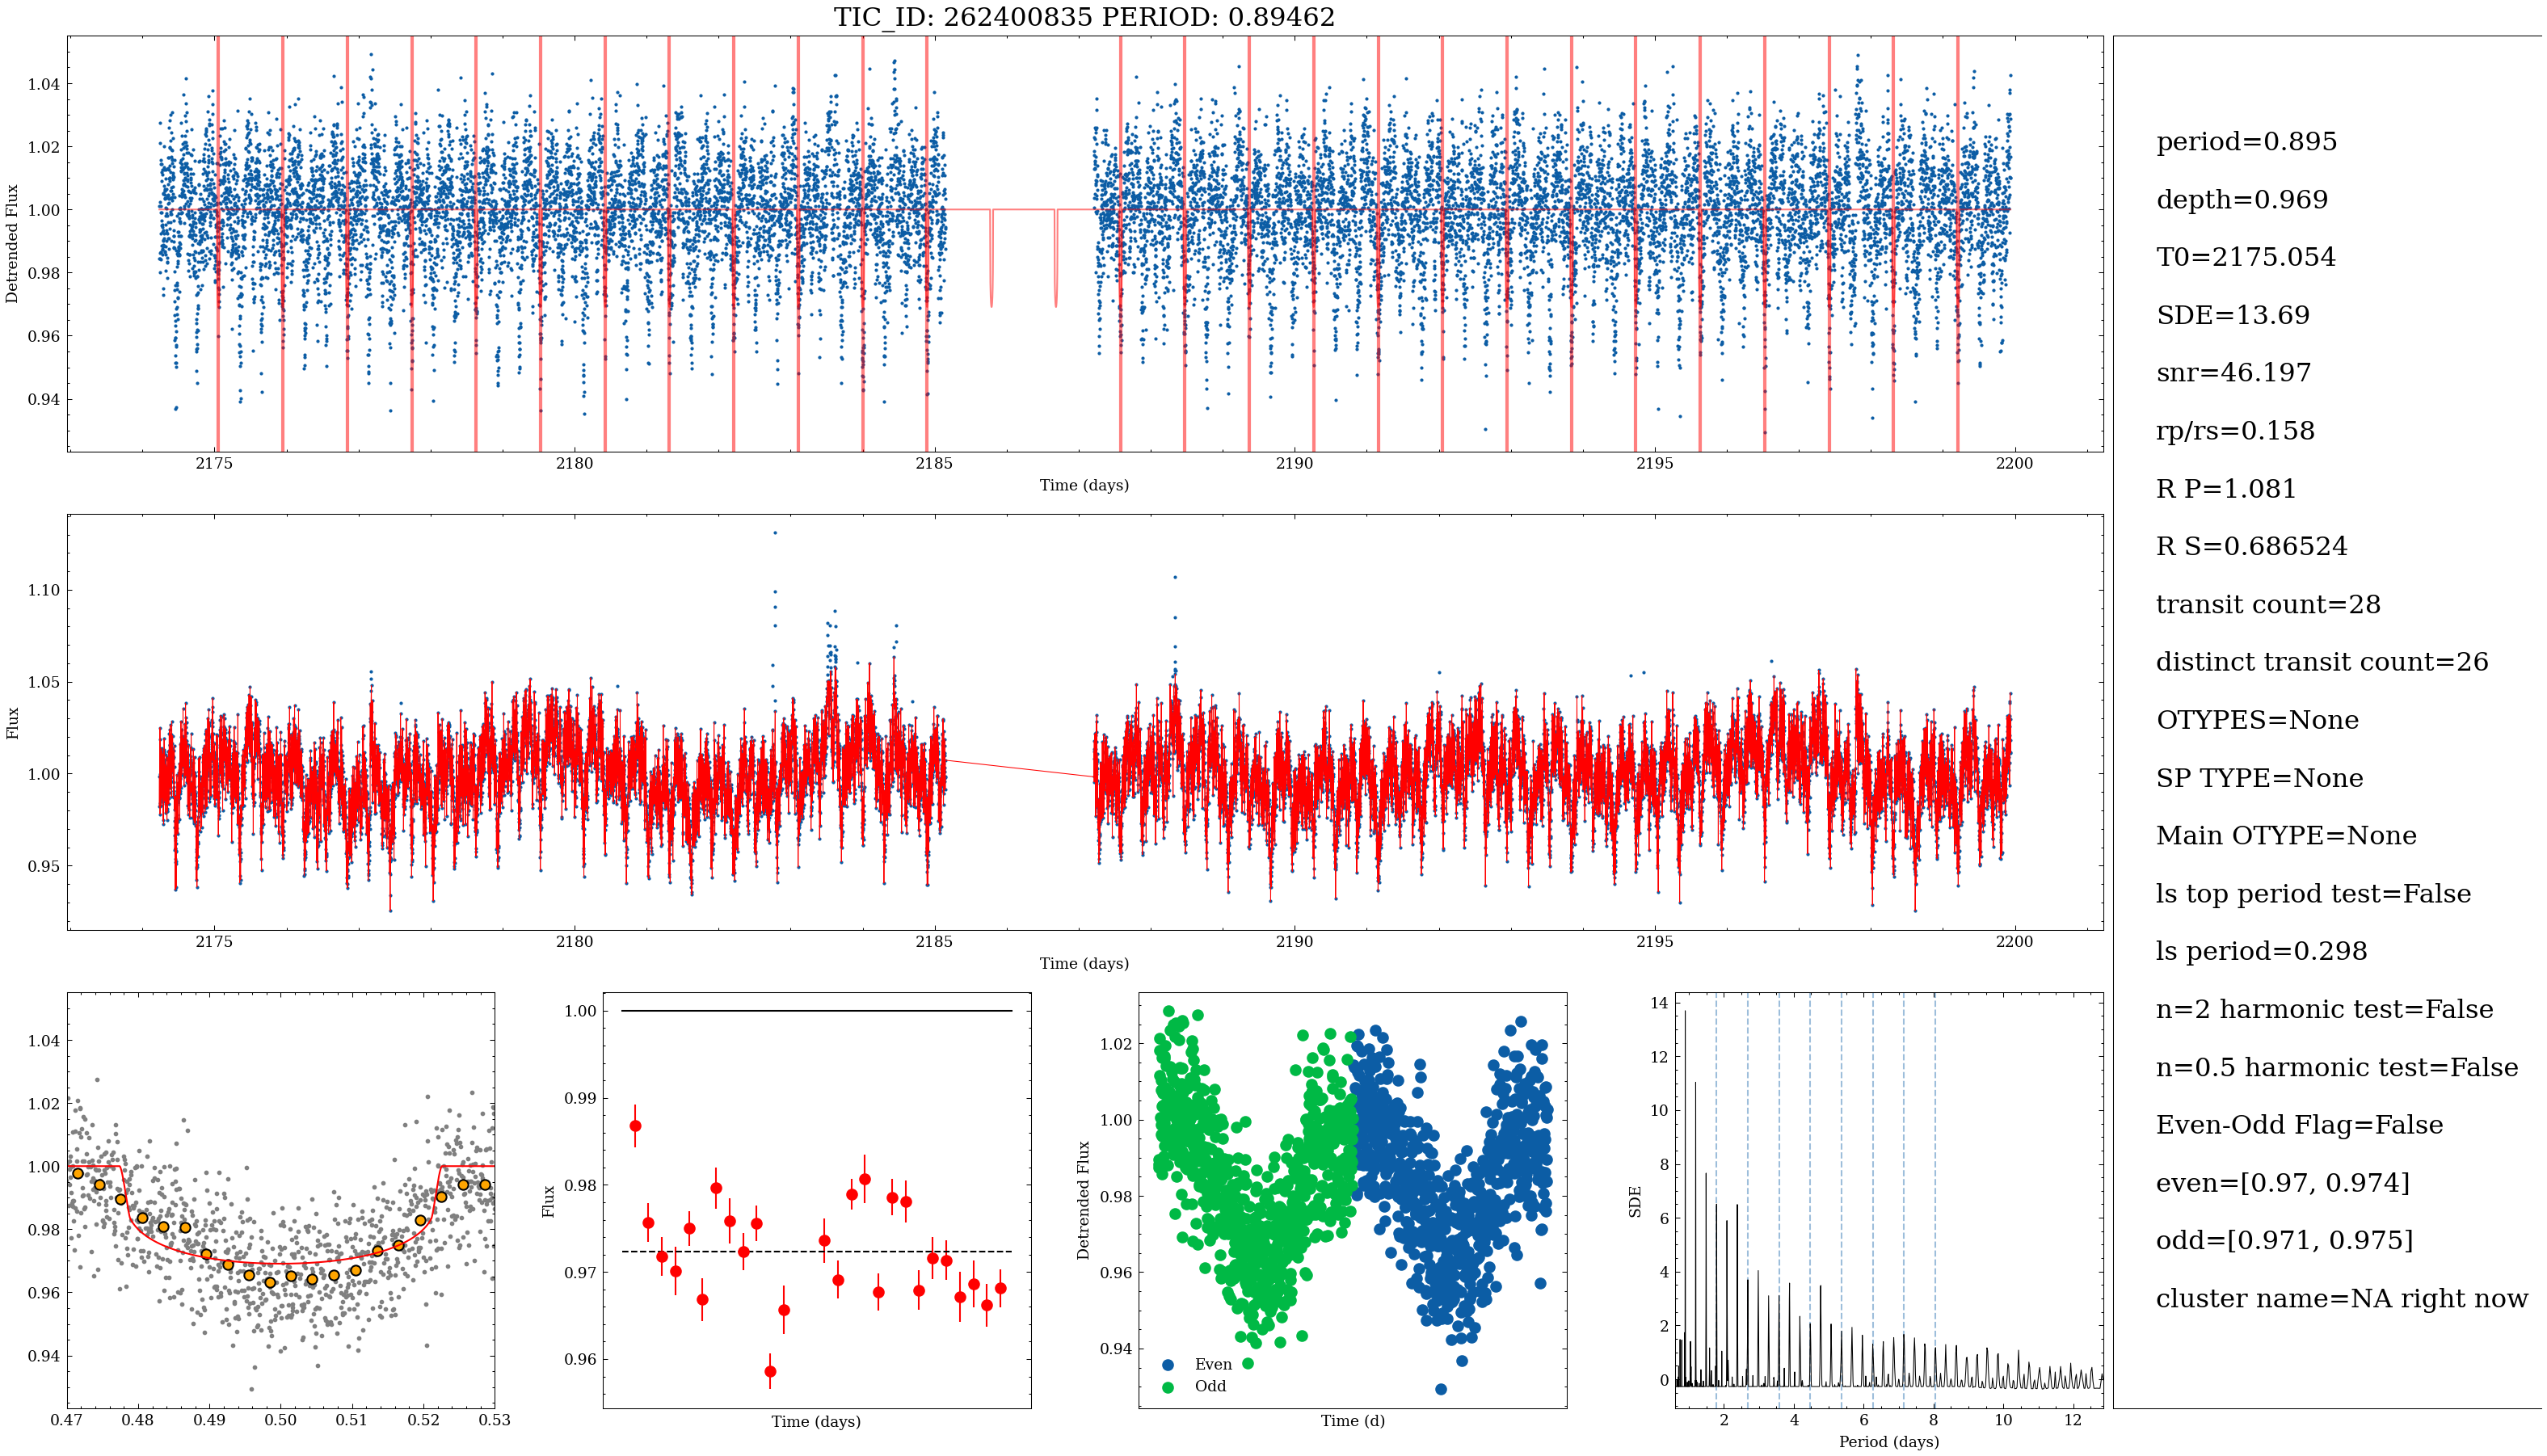 TIC_ID: 262400835 PERIOD: 0.89462
1.04
1.02
1.00
0.98
0.96
0.94
Detrended Flux
2175
2180
2185
2190
2195
2200
Time (days)
1.10
1.05
1.00
0.95
Flux
2175
2180
2185
2190
2195
2200
Time (days)
1.04
1.02
1.00
0.98
0.96
0.94
0.47
0.48
0.49
0.50
0.51
0.52
0.53
1.00
0.99
0.98
0.97
0.96
Flux
Time (days)
1.02
1.00
0.98
0.96
0.94
Detrended Flux
Even
Odd
Time (d)
14
12
10
8
6
4
2
0
SDE
2
4
6
8
10
12
Period (days)
period=0.895
depth=0.969
T0=2175.054
SDE=13.69
snr=46.197
rp/rs=0.158
R P=1.081
R S=0.686524
transit count=28
distinct transit count=26
OTYPES=None
SP TYPE=None
Main OTYPE=None
ls top period test=False
ls period=0.298
n=2 harmonic test=False
n=0.5 harmonic test=False
Even-Odd Flag=False
even=[0.97, 0.974]
odd=[0.971, 0.975]
cluster name=NA right now